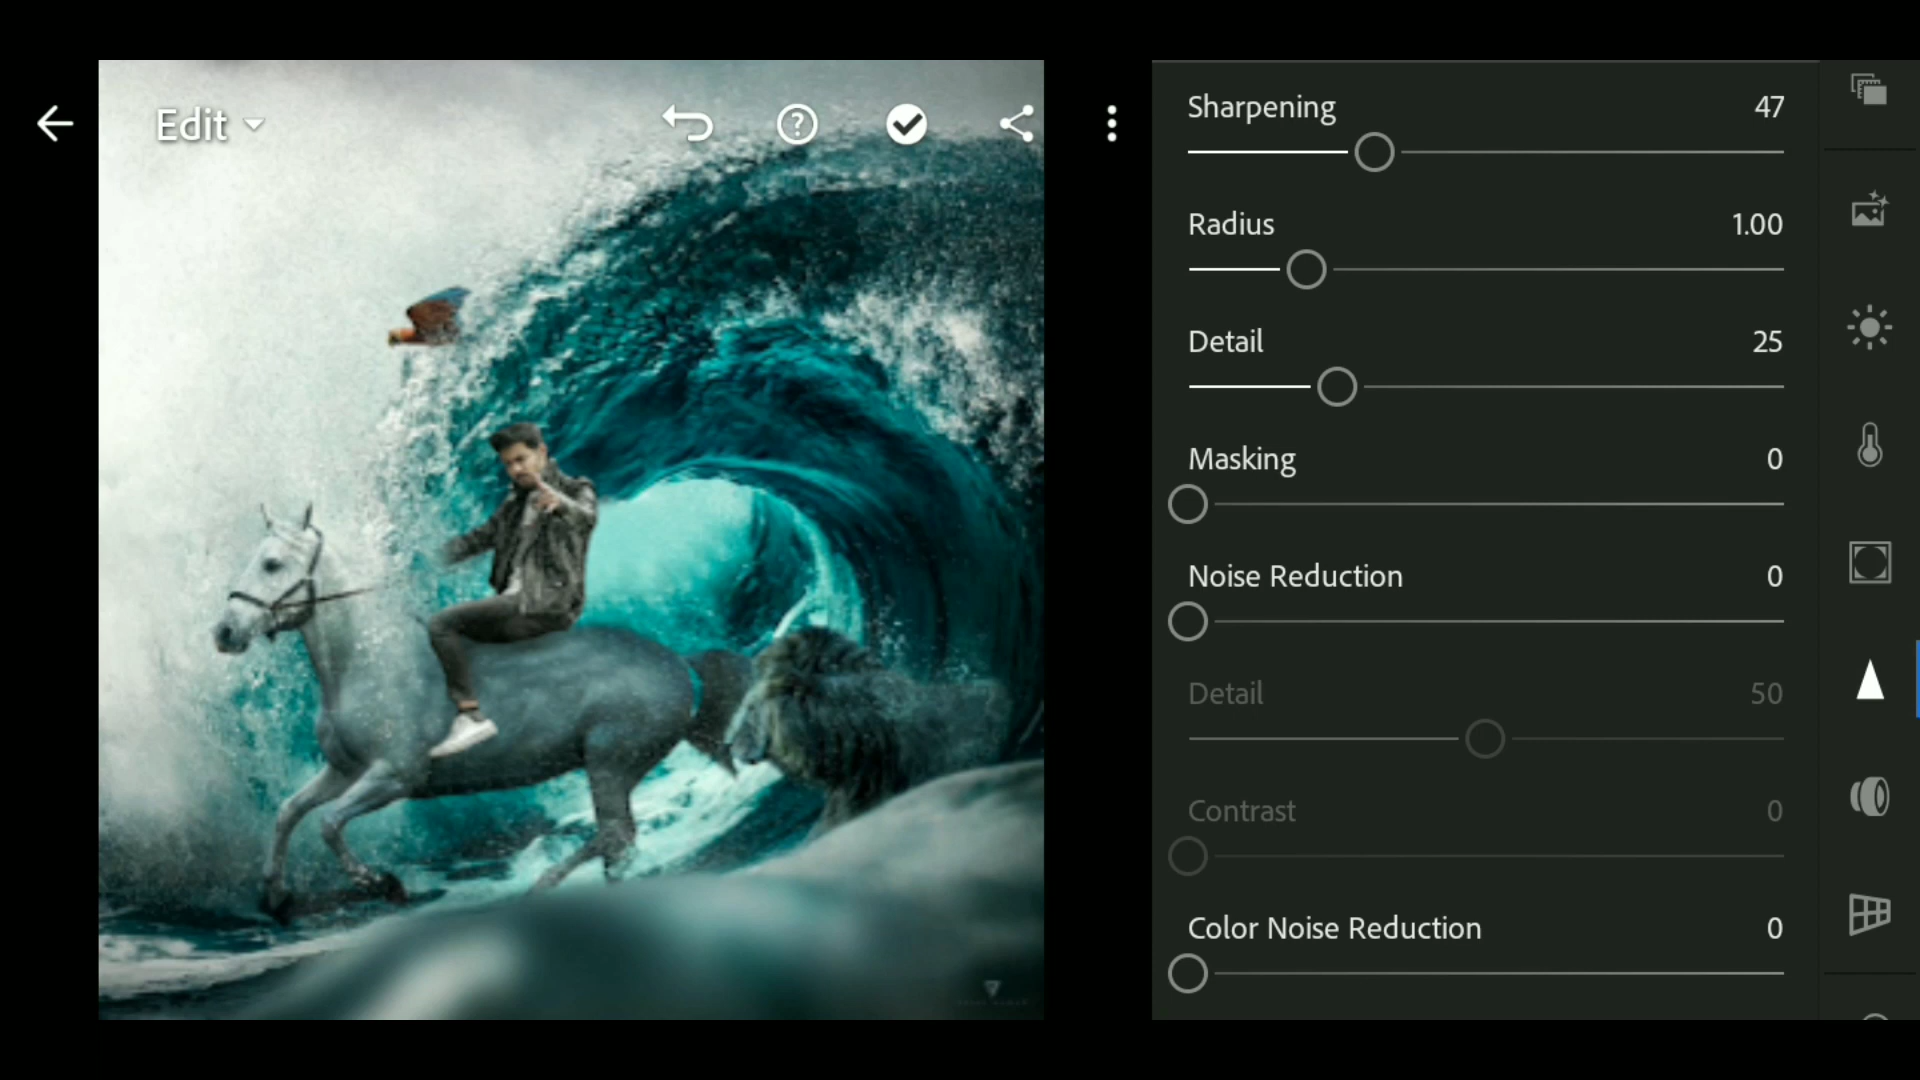 Edit
Sharpening 47
Radius 1.00
Detail 25
Masking 0
Noise Reduction 0
Detail 50
Contrast 0
Color Noise Reduction 0